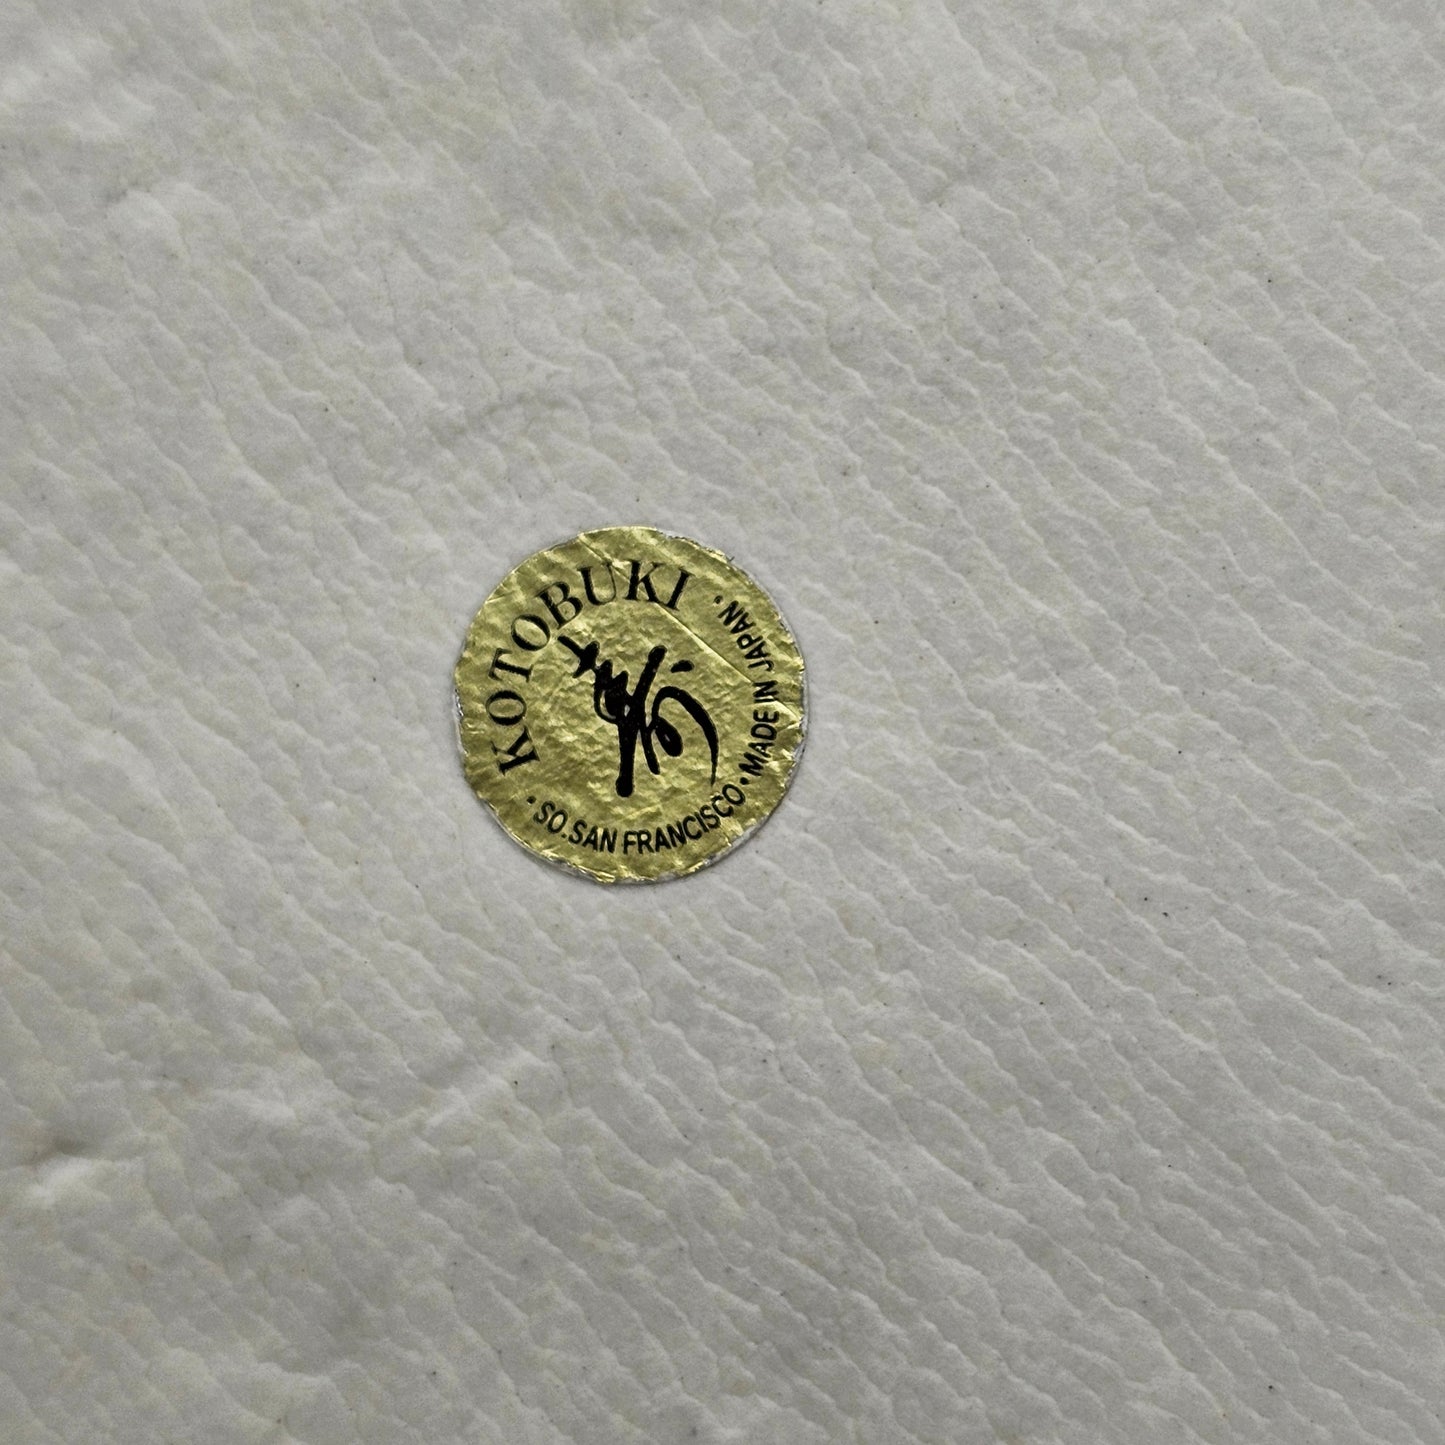 KOTOBUKI
寿
· SO. SAN FRANCISCO · MADE IN JAPAN ·